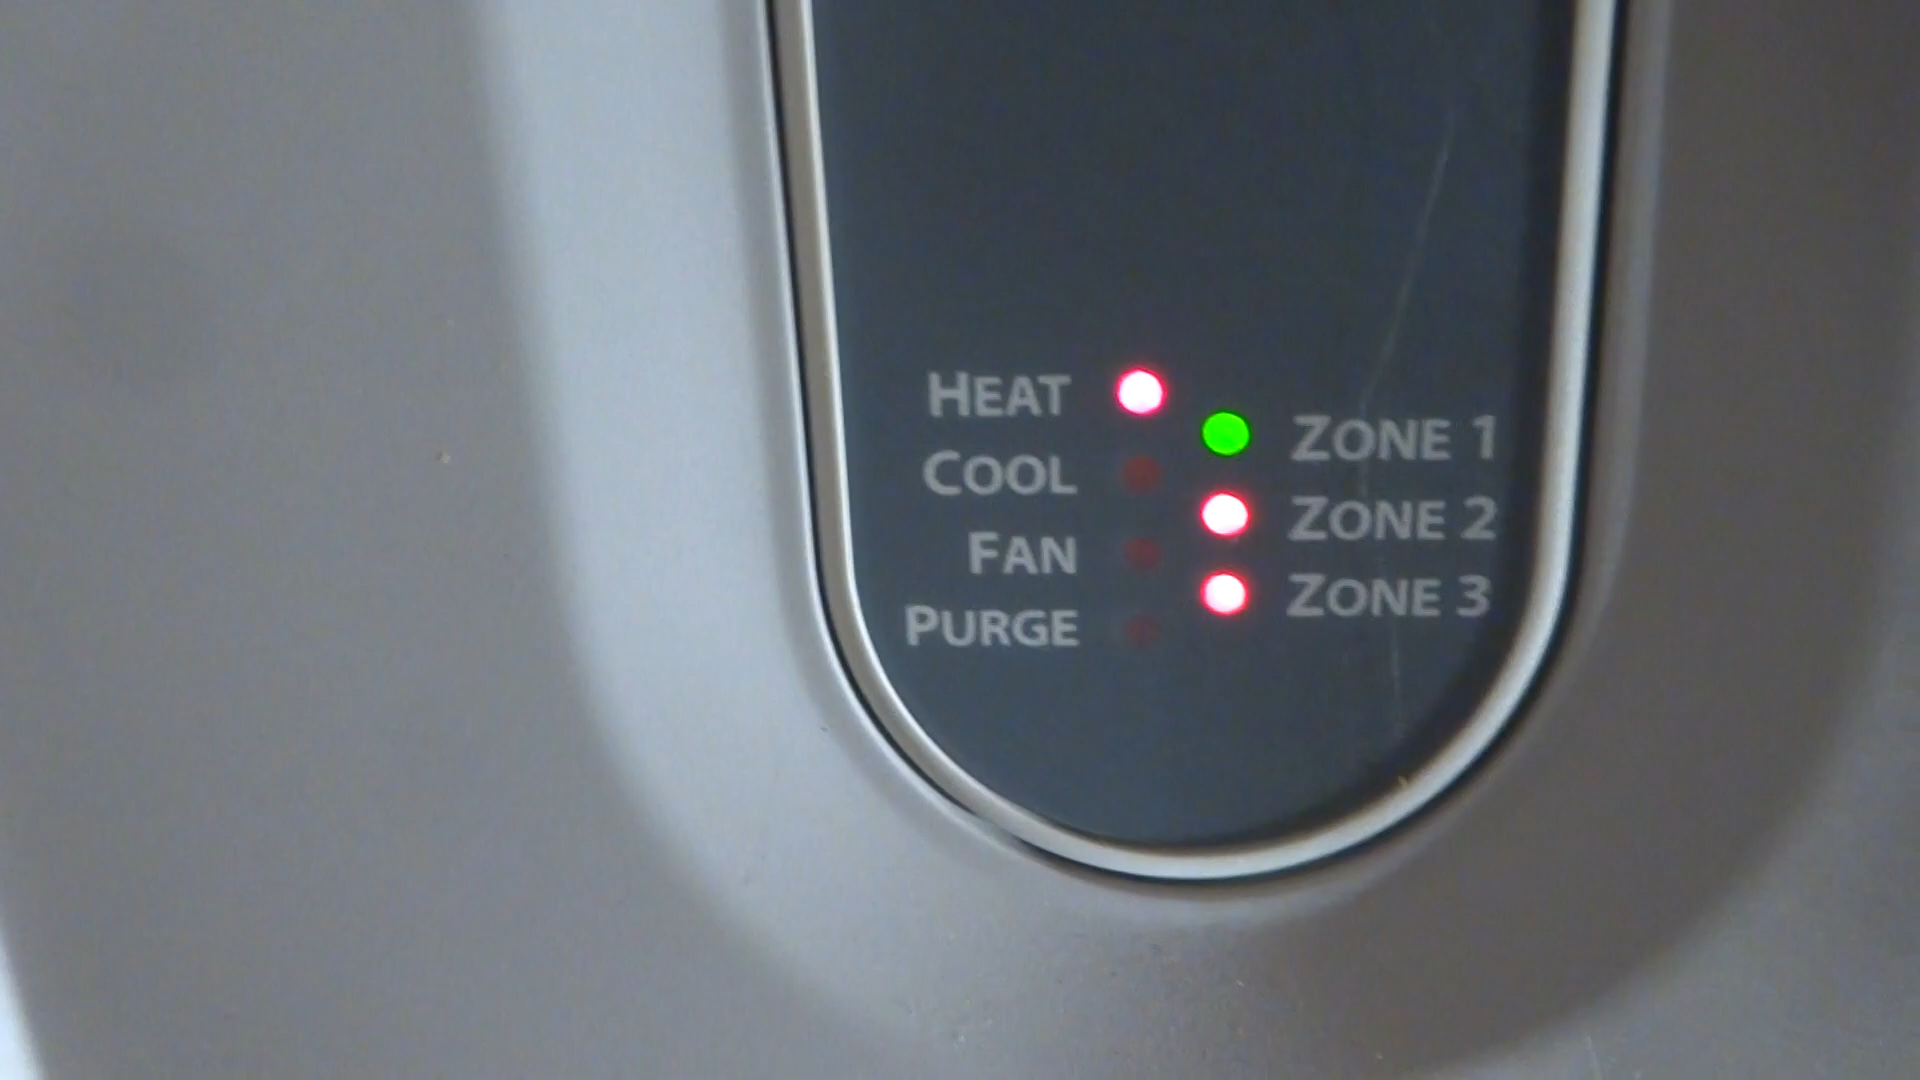 HEAT
COOL
FAN
PURGE
ZONE 1
ZONE 2
ZONE 3